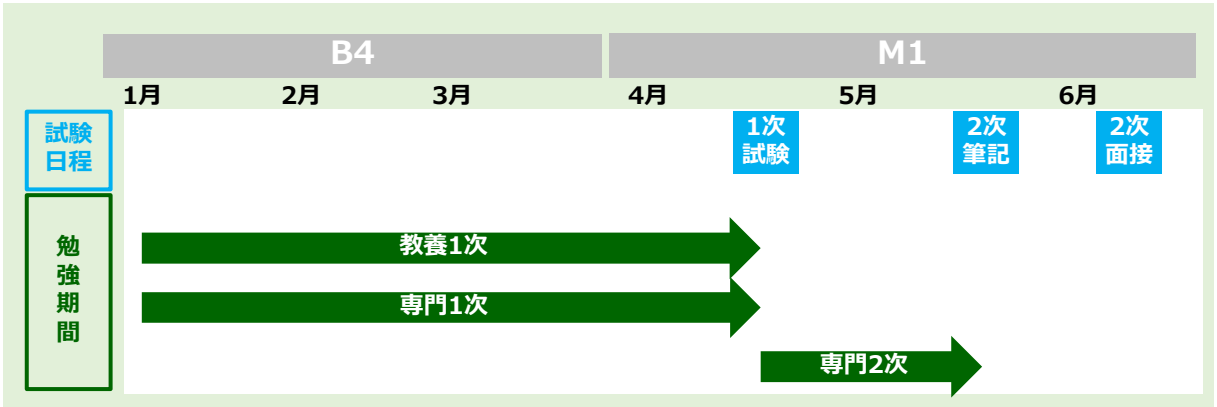 B4
M1
1月
2月
3月
4月
5月
6月
試験
日程
1次
試験
2次
筆記
2次
面接
勉
強
期
間
教養1次
専門1次
専門2次